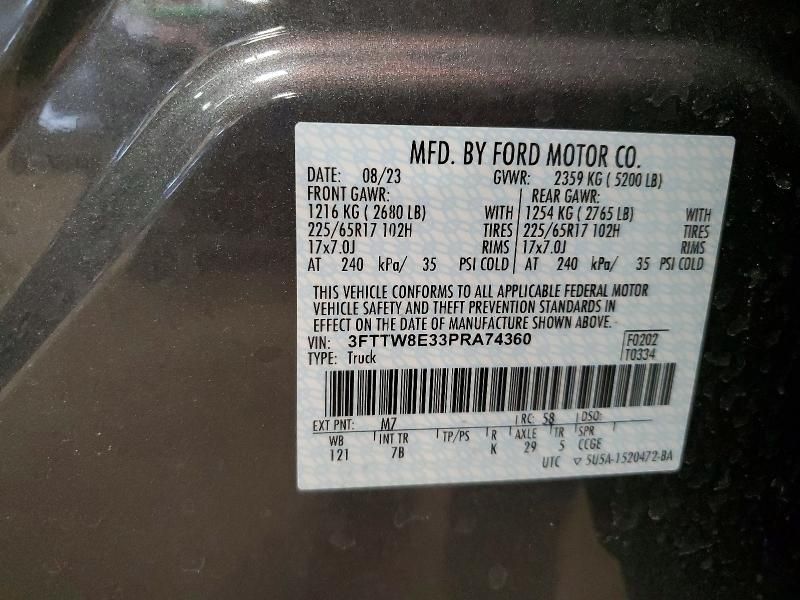 MFD. BY FORD MOTOR CO.
DATE: 08/23 GVWR: 2359 KG ( 5200 LB)
FRONT GAWR: REAR GAWR:
1216 KG ( 2680 LB) WITH 1254 KG ( 2765 LB) WITH
225/65R17 102H TIRES 225/65R17 102H TIRES
17x7.0J RIMS 17x7.0J RIMS
AT 240 kPa/ 35 PSI COLD AT 240 kPa/ 35 PSI COLD
THIS VEHICLE CONFORMS TO ALL APPLICABLE FEDERAL MOTOR
VEHICLE SAFETY AND THEFT PREVENTION STANDARDS IN
EFFECT ON THE DATE OF MANUFACTURE SHOWN ABOVE.
VIN: 3FTTW8E33PRA74360 F0202
TYPE: Truck T0334
EXT PNT: M7 RC: 58 DSO:
WB INT TR TP/PS R AXLE TR SPR
121 7B K 29 5 CCGE
UTC ▽ 5U5A-1520472-BA